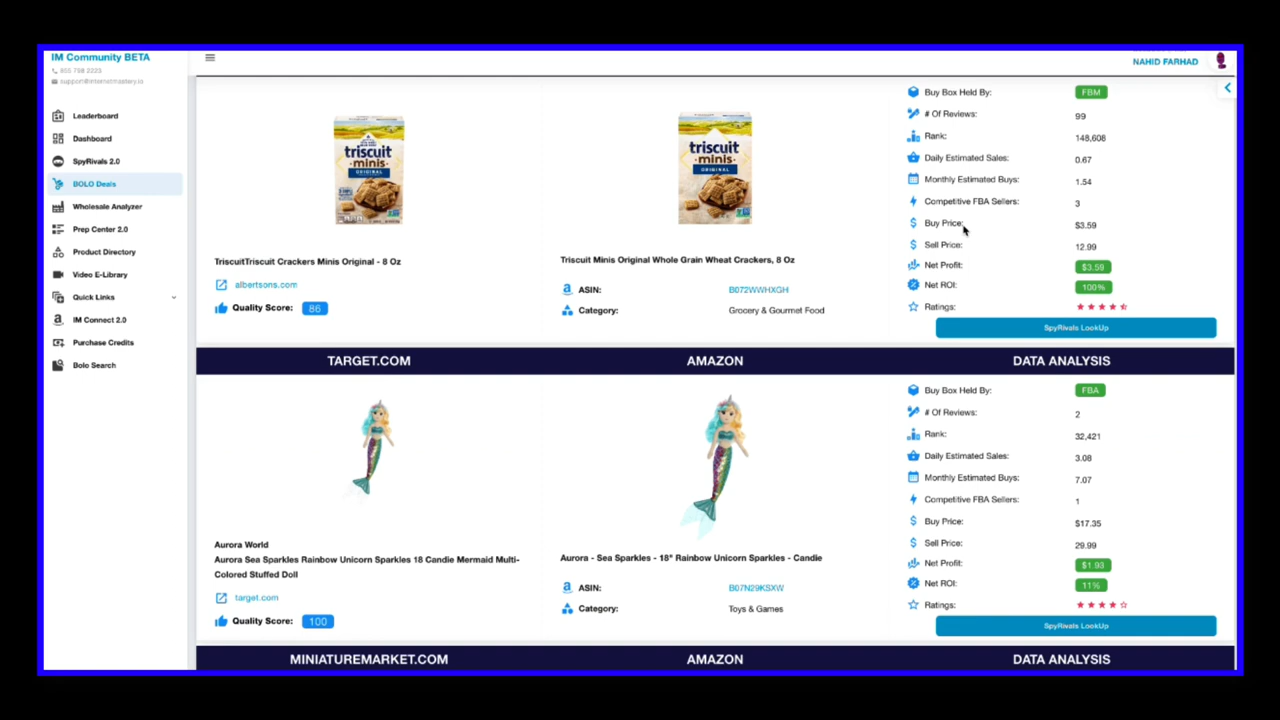 IM Community BETA
855 738 2223
support@internetmastery.io
NAHID FARHAD
Leaderboard
Dashboard
SpyRivals 2.0
BOLO Deals
Wholesale Analyzer
Prep Center 2.0
Product Directory
Video E-Library
Quick Links
IM Connect 2.0
Purchase Credits
Bolo Search
triscuit
minis
ORIGINAL
TriscuitTriscuit Crackers Minis Original - 8 Oz
albertsons.com
Quality Score: 86
triscuit
minis
ORIGINAL
Triscuit Minis Original Whole Grain Wheat Crackers, 8 Oz
ASIN: B072WWHXGH
Category: Grocery & Gourmet Food
Buy Box Held By: FBM
# Of Reviews: 99
Rank: 148,608
Daily Estimated Sales: 0.67
Monthly Estimated Buys: 1.54
Competitive FBA Sellers: 3
Buy Price: $3.59
Sell Price: 12.99
Net Profit: $3.59
Net ROI: 100%
Ratings:
SpyRivals LookUp
TARGET.COM AMAZON DATA ANALYSIS
Aurora World
Aurora Sea Sparkles Rainbow Unicorn Sparkles 18 Candie Mermaid Multi-
Colored Stuffed Doll
target.com
Quality Score: 100
Aurora - Sea Sparkles - 18" Rainbow Unicorn Sparkles - Candie
ASIN: B07N29KSXW
Category: Toys & Games
Buy Box Held By: FBA
# Of Reviews: 2
Rank: 32,421
Daily Estimated Sales: 3.08
Monthly Estimated Buys: 7.07
Competitive FBA Sellers: 1
Buy Price: $17.35
Sell Price: 29.99
Net Profit: $1.93
Net ROI: 11%
Ratings:
SpyRivals LookUp
MINIATUREMARKET.COM AMAZON DATA ANALYSIS